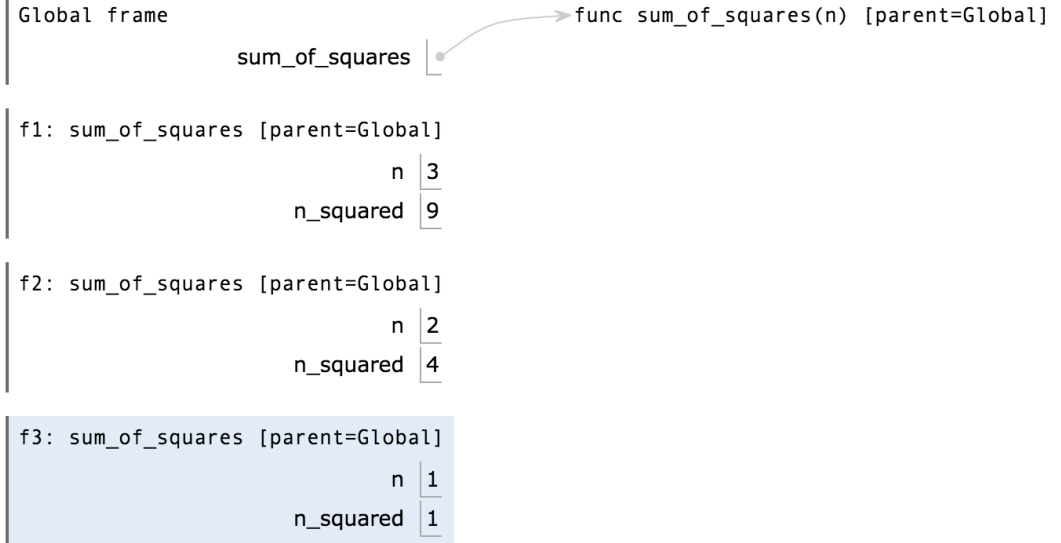 Global frame
func sum_of_squares(n) [parent=Global]
sum_of_squares
f1: sum_of_squares [parent=Global]
n 3
n_squared 9
f2: sum_of_squares [parent=Global]
n 2
n_squared 4
f3: sum_of_squares [parent=Global]
n 1
n_squared 1